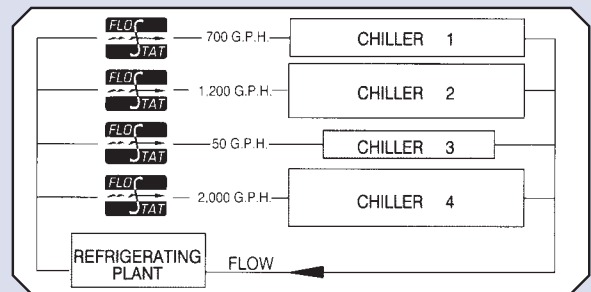 FLO STAT
700 G.P.H.
CHILLER 1
FLO STAT
1,200 G.P.H.
CHILLER 2
FLO STAT
50 G.P.H.
CHILLER 3
FLO STAT
2,000 G.P.H.
CHILLER 4
REFRIGERATING
PLANT
FLOW